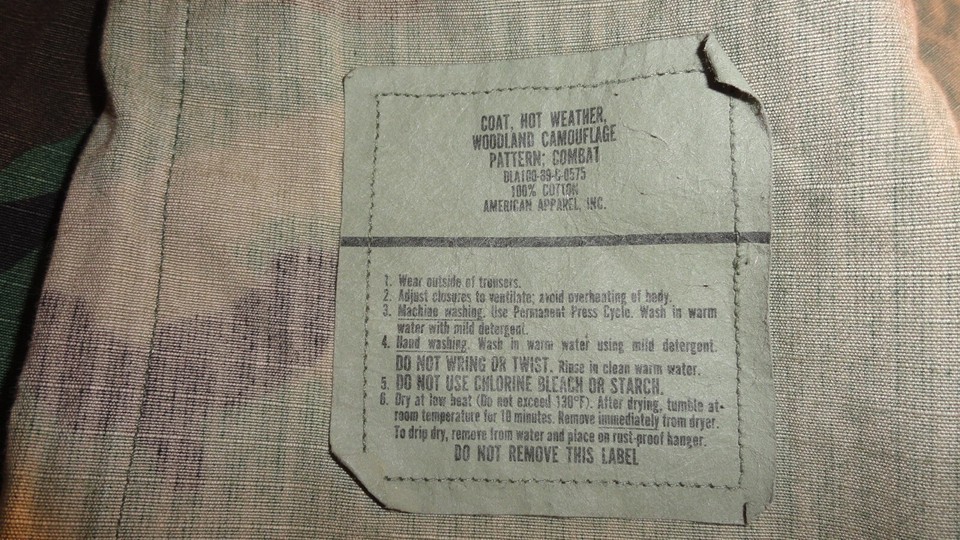 COAT, HOT WEATHER,
WOODLAND CAMOUFLAGE
PATTERN; COMBAT
DLA100-89-C-0575
100% COTTON
AMERICAN APPAREL, INC.
1. Wear outside of trousers.
2. Adjust closures to ventilate; avoid overheating of body.
3. Machine washing. Use Permanent Press Cycle. Wash in warm
water with mild detergent.
4. Hand washing. Wash in warm water using mild detergent.
DO NOT WRING OR TWIST. Rinse in clean warm water.
5. DO NOT USE CHLORINE BLEACH OR STARCH.
6. Dry at low heat (Do not exceed 130°F). After drying, tumble at
room temperature for 10 minutes. Remove immediately from dryer.
To drip dry, remove from water and place on rust-proof hanger.
DO NOT REMOVE THIS LABEL